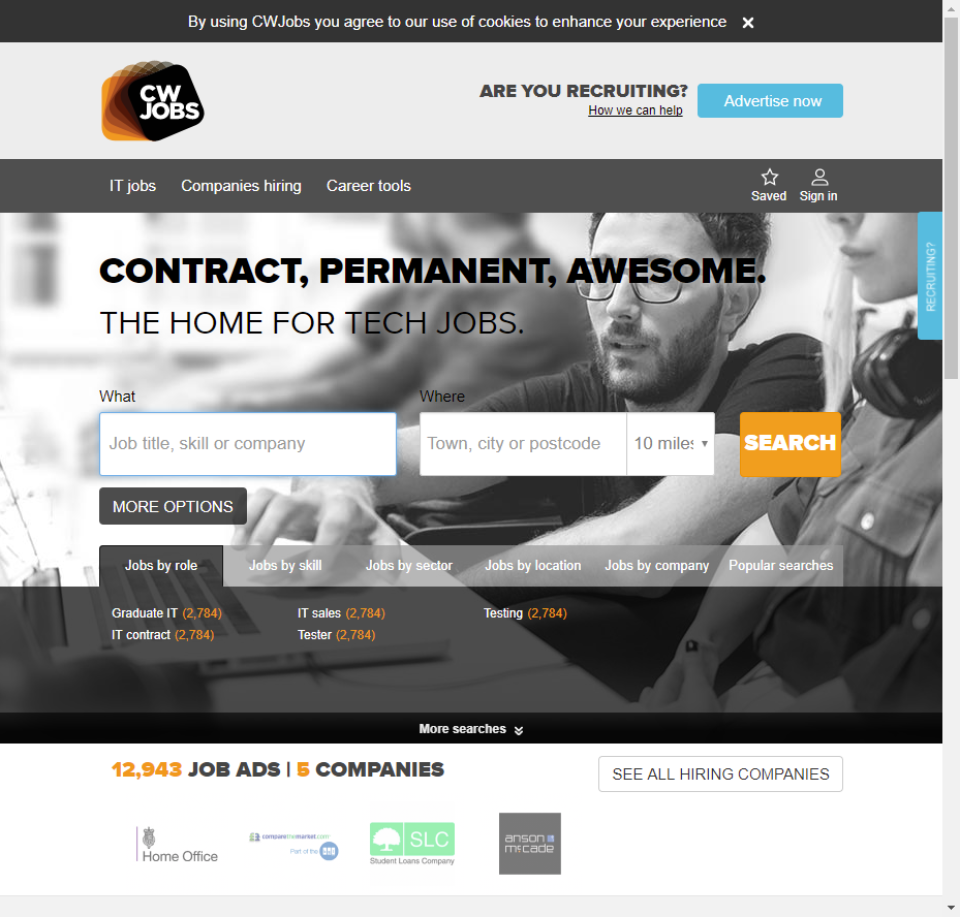 By using CWJobs you agree to our use of cookies to enhance your experience ×
CW
JOBS
ARE YOU RECRUITING?
How we can help
Advertise now
IT jobs Companies hiring Career tools
Saved Sign in
RECRUITING?
CONTRACT, PERMANENT, AWESOME.
THE HOME FOR TECH JOBS.
What Where
Job title, skill or company Town, city or postcode 10 miles SEARCH
MORE OPTIONS
Jobs by role Jobs by skill Jobs by sector Jobs by location Jobs by company Popular searches
Graduate IT (2,784) IT sales (2,784) Testing (2,784)
IT contract (2,784) Tester (2,784)
More searches
12,943 JOB ADS | 5 COMPANIES
SEE ALL HIRING COMPANIES
Home Office
comparethemarket.com
Part of the
SLC
Student Loans Company
anson
mccade